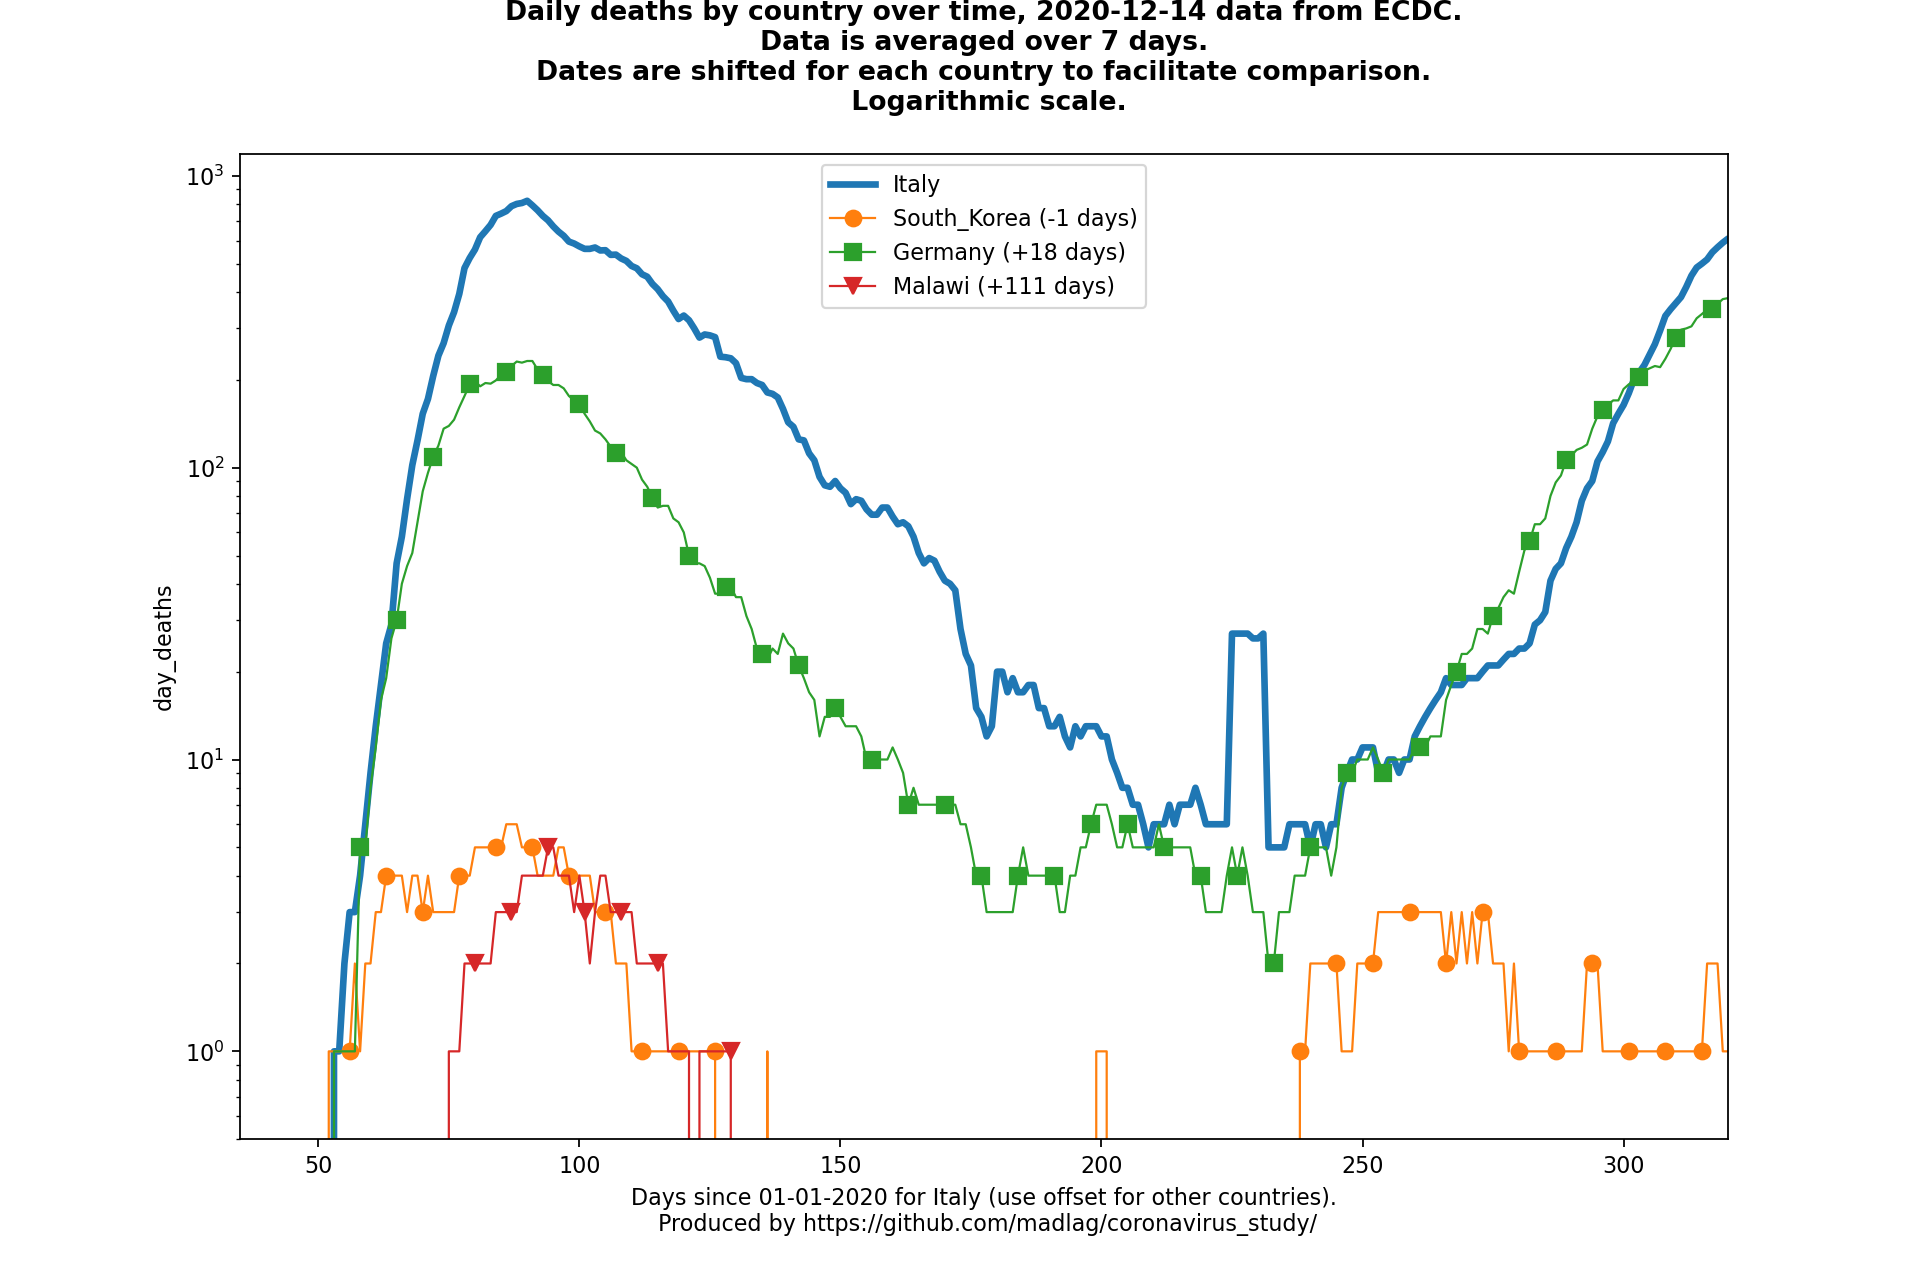 Daily deaths by country over time, 2020-12-14 data from ECDC.
Data is averaged over 7 days.
Dates are shifted for each country to facilitate comparison.
Logarithmic scale.
10³
10²
10¹
10⁰
day_deaths
Italy
South_Korea (-1 days)
Germany (+18 days)
Malawi (+111 days)
50 100 150 200 250 300
Days since 01-01-2020 for Italy (use offset for other countries).
Produced by https://github.com/madlag/coronavirus_study/